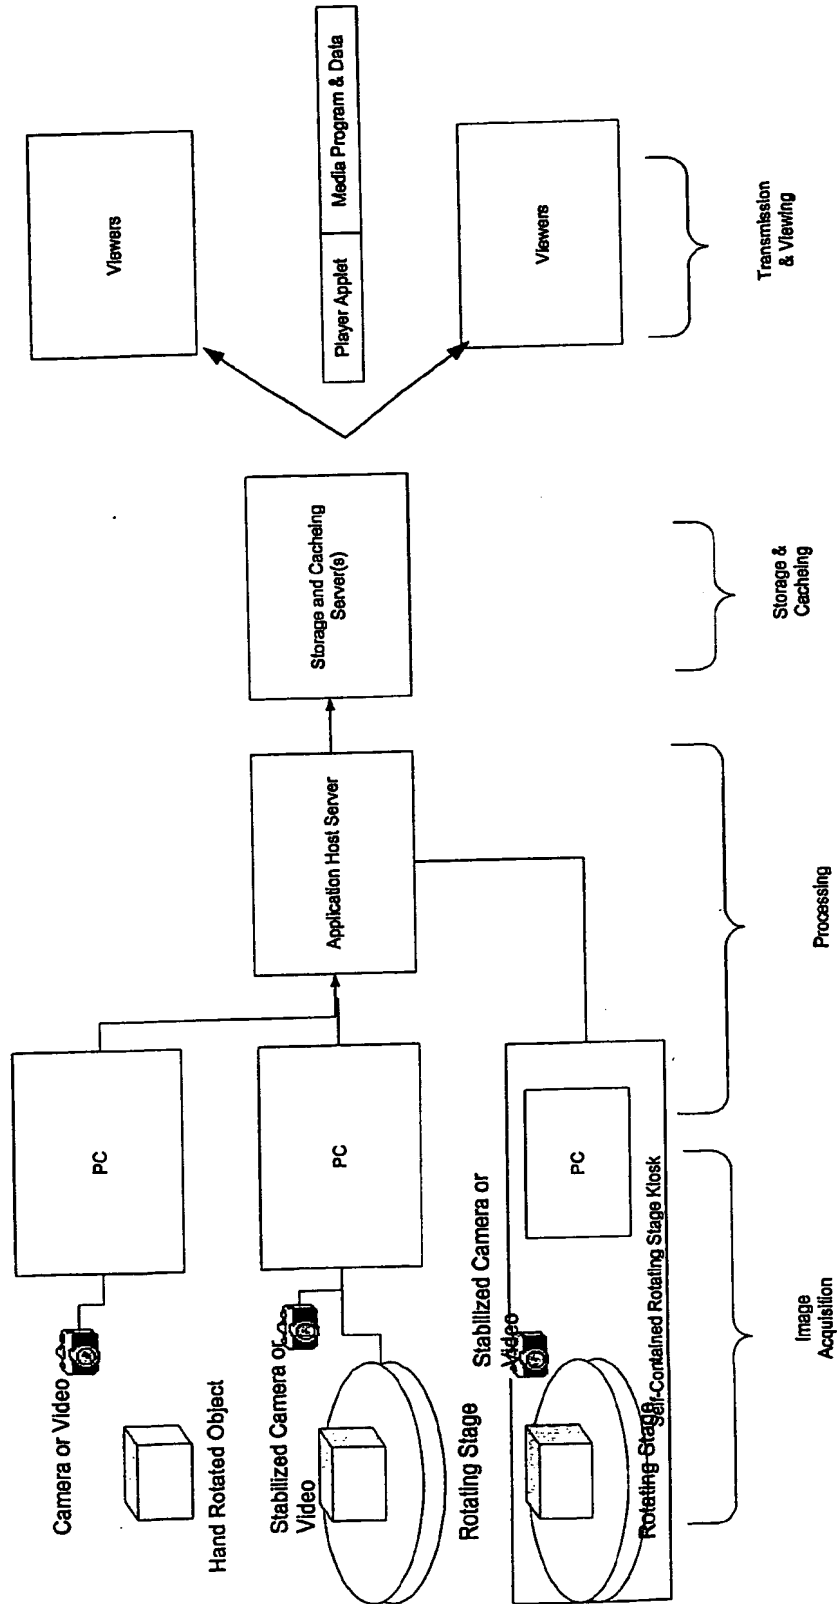 Camera or Video
Hand Rotated Object
PC
Viewers
Stabilized Camera or
Video
Rotating Stage
PC
Application Host Server
Storage and Cacheing
Server(s)
Player Applet
Media Program & Data
Stabilized Camera or
Video
Rotating Stage
PC
Self-Contained Rotating Stage Kiosk
Viewers
Image
Acquisition
Processing
Storage &
Cacheing
Transmission
& Viewing